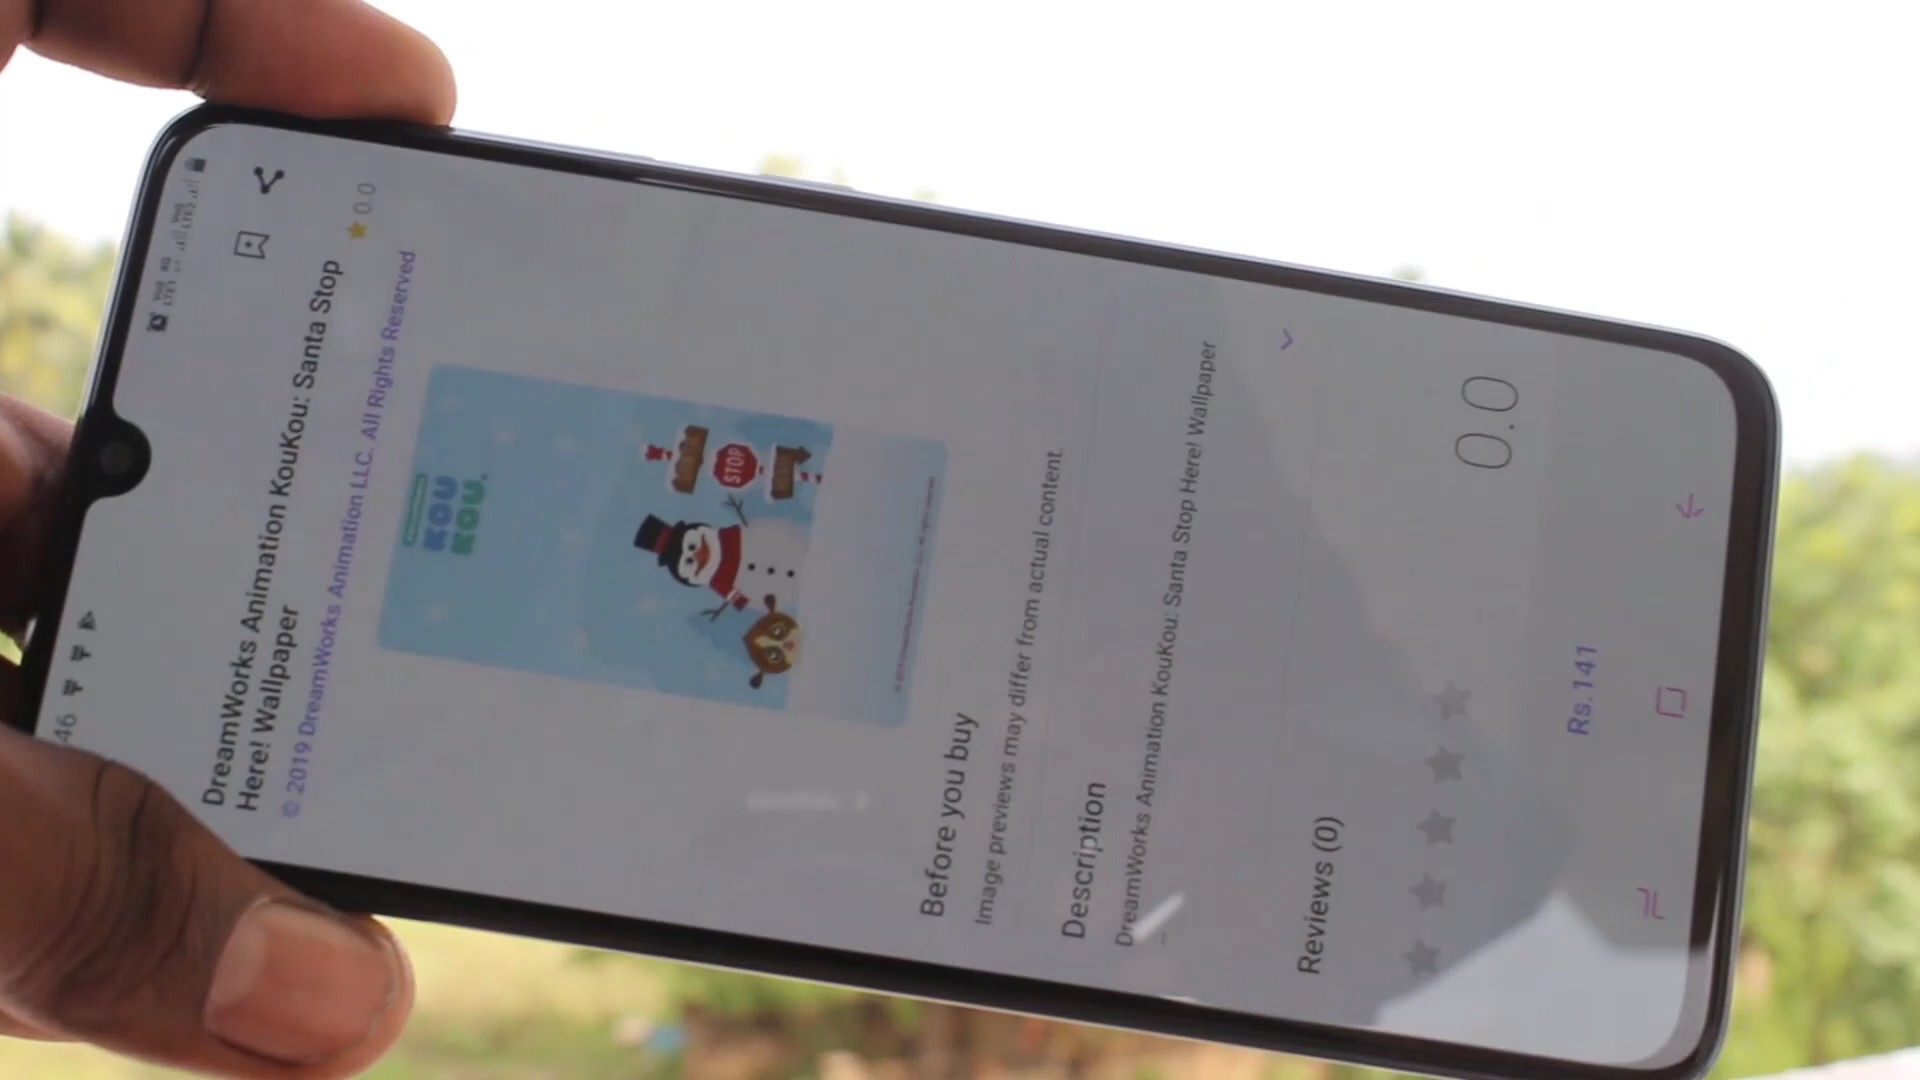 46
DreamWorks Animation KouKou: Santa Stop
Here! Wallpaper
0.0
© 2019 DreamWorks Animation LLC. All Rights Reserved
KOU
KOU.
STOP
Before you buy
Image previews may differ from actual content.
Description
DreamWorks Animation KouKou: Santa Stop Here! Wallpaper
Reviews (0)
0.0
Rs.141